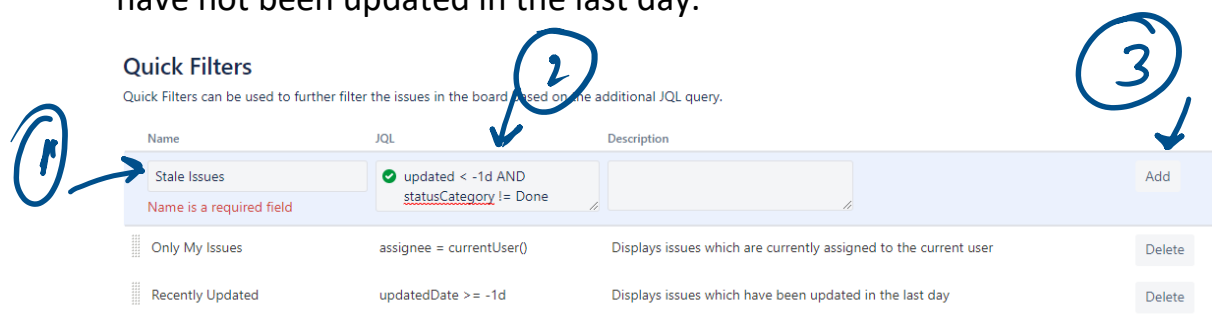 have not been updated in the last day.
Quick Filters
2
3
Quick Filters can be used to further filter the issues in the board based on the additional JQL query.
1
Name JQL Description
Stale Issues updated < -1d AND Add
statusCategory != Done
Name is a required field
Only My Issues assignee = currentUser() Displays issues which are currently assigned to the current user Delete
Recently Updated updatedDate >= -1d Displays issues which have been updated in the last day Delete